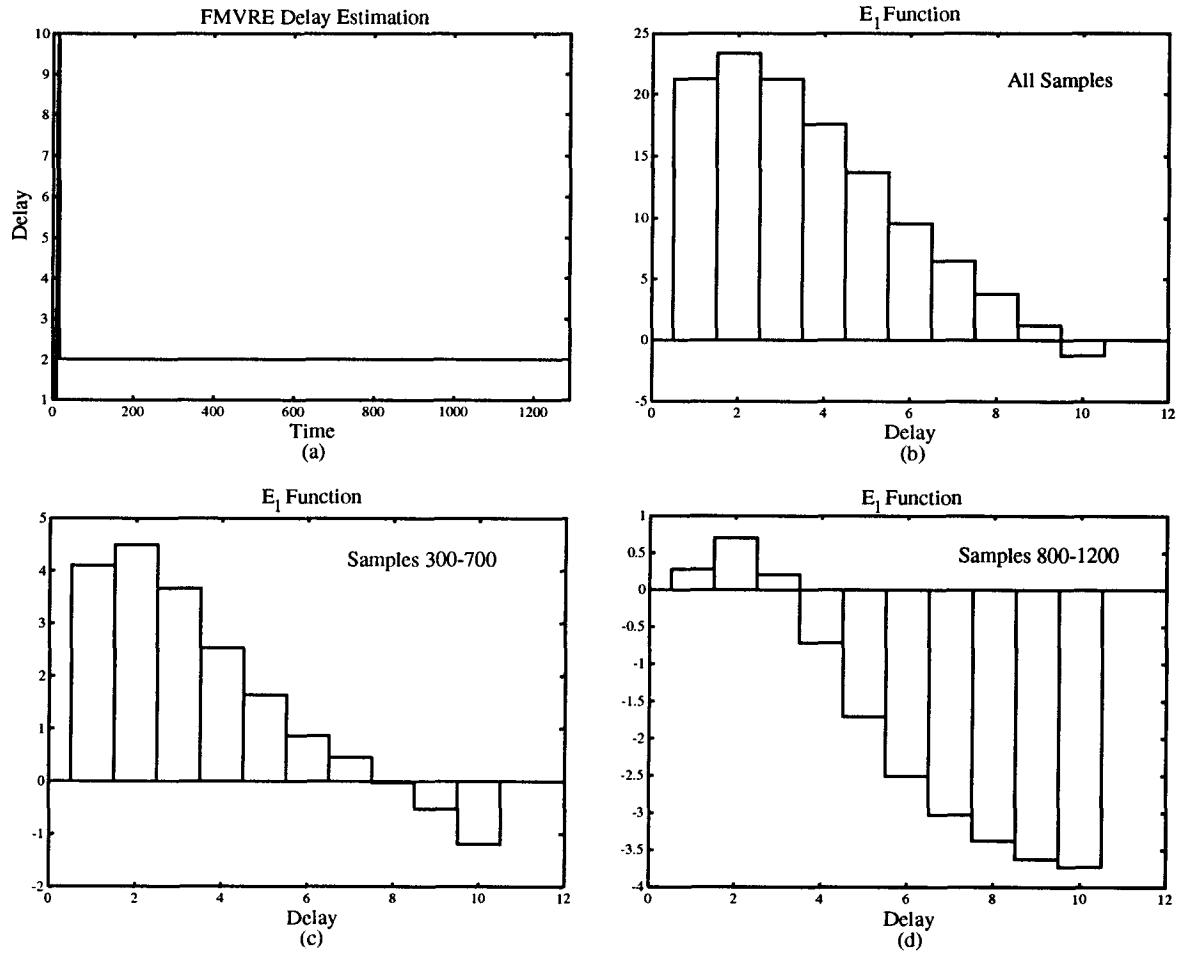 FMVRE Delay Estimation
10
9
8
7
6
5
4
3
2
1
Delay
0 200 400 600 800 1000 1200
Time
(a)
E1 Function
All Samples
25
20
15
10
5
0
-5
0 2 4 6 8 10 12
Delay
(b)
E1 Function
Samples 300-700
5
4
3
2
1
0
-1
-2
0 2 4 6 8 10 12
Delay
(c)
E1 Function
Samples 800-1200
1
0.5
0
-0.5
-1
-1.5
-2
-2.5
-3
-3.5
-4
0 2 4 6 8 10 12
Delay
(d)